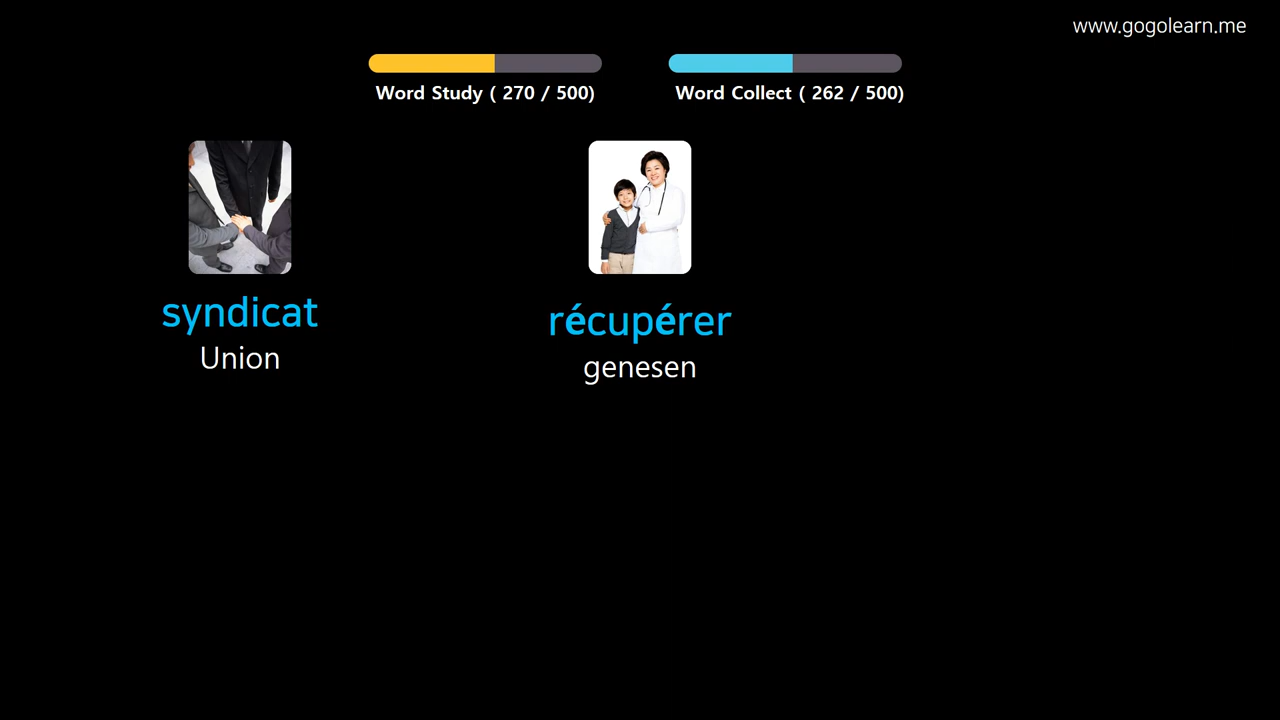 www.gogolearn.me
Word Study ( 270 / 500)
Word Collect ( 262 / 500)
syndicat
Union
récupérer
genesen